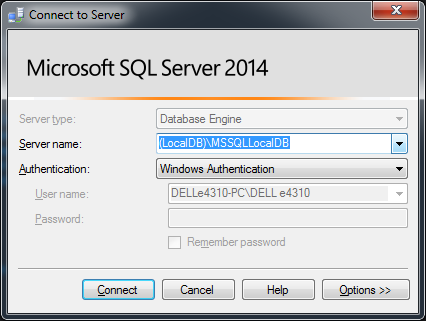 Connect to Server
Microsoft SQL Server 2014
Server type: Database Engine
Server name: (LocalDB)\MSSQLLocalDB
Authentication: Windows Authentication
User name: DELLe4310-PC\DELL e4310
Password:
Remember password
Connect Cancel Help Options >>